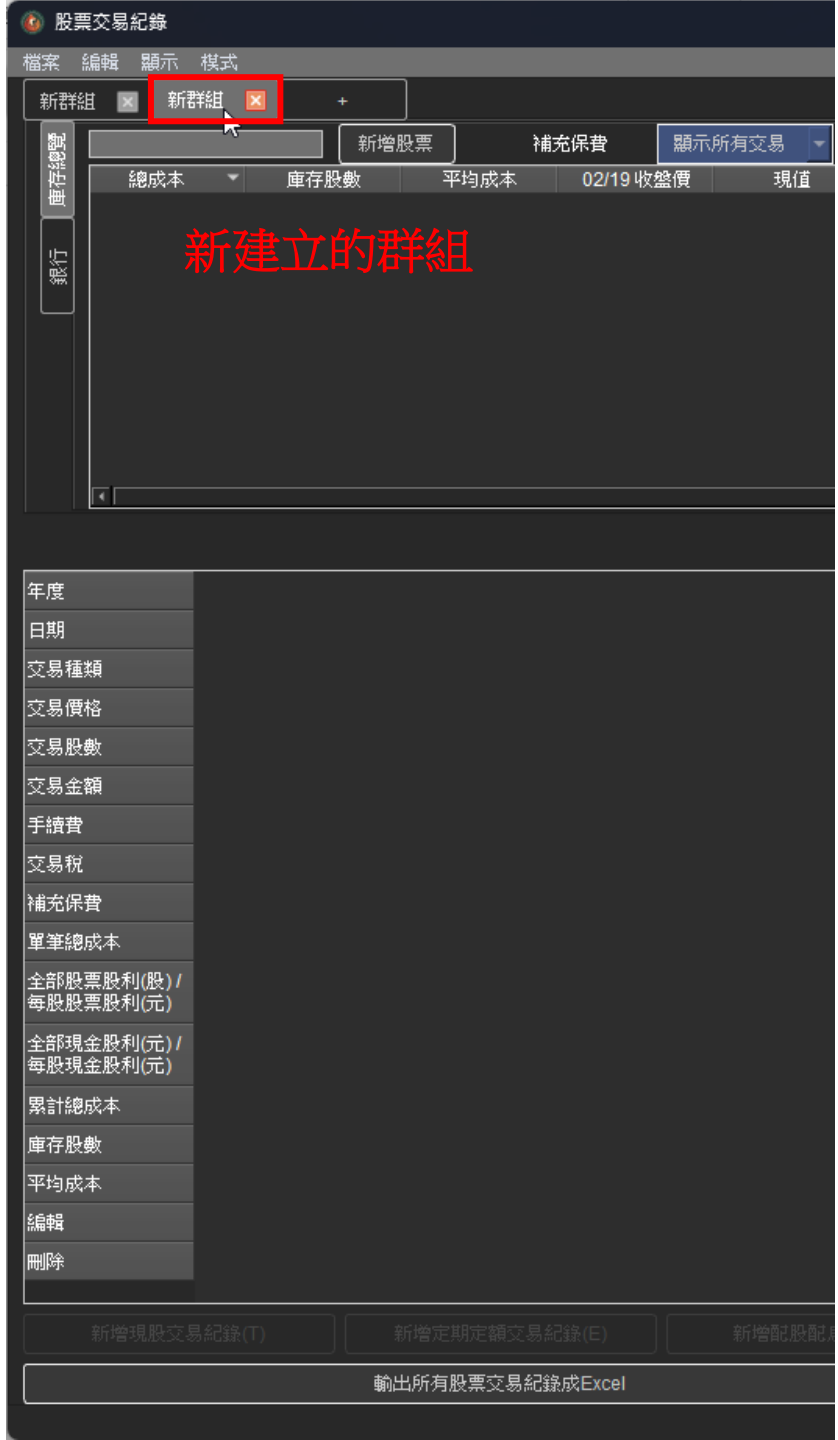 股票交易紀錄
檔案 編輯 顯示 模式
新群組 新群組 +
庫存總覽
新增股票 補充保費 顯示所有交易
總成本 庫存股數 平均成本 02/19 收盤價 現值
新建立的群組
銀行
年度
日期
交易種類
交易價格
交易股數
交易金額
手續費
交易稅
補充保費
單筆總成本
全部股票股利(股) /
每股股票股利(元)
全部現金股利(元) /
每股現金股利(元)
累計總成本
庫存股數
平均成本
編輯
刪除
新增現股交易紀錄(T) 新增定期定額交易紀錄(E) 新增配股配
輸出所有股票交易紀錄成Excel